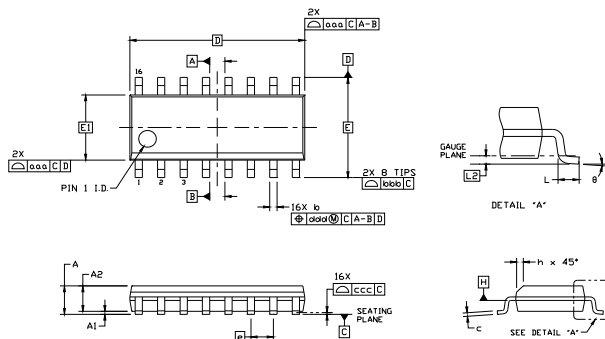 2X
⌓ aaa C A-B
D
A
D
16
E1
E
2X
⌓ aaa C D
PIN 1 I.D.
1 2 3
B
2X 8 TIPS
⌓ bbb C
16X b
⌖ ddd Ⓜ C A-B D
GAUGE
PLANE
L2
L
θ
DETAIL "A"
A
A2
A1
16X
⌓ ccc C
SEATING
PLANE
C
e
h x 45°
H
c
SEE DETAIL "A"